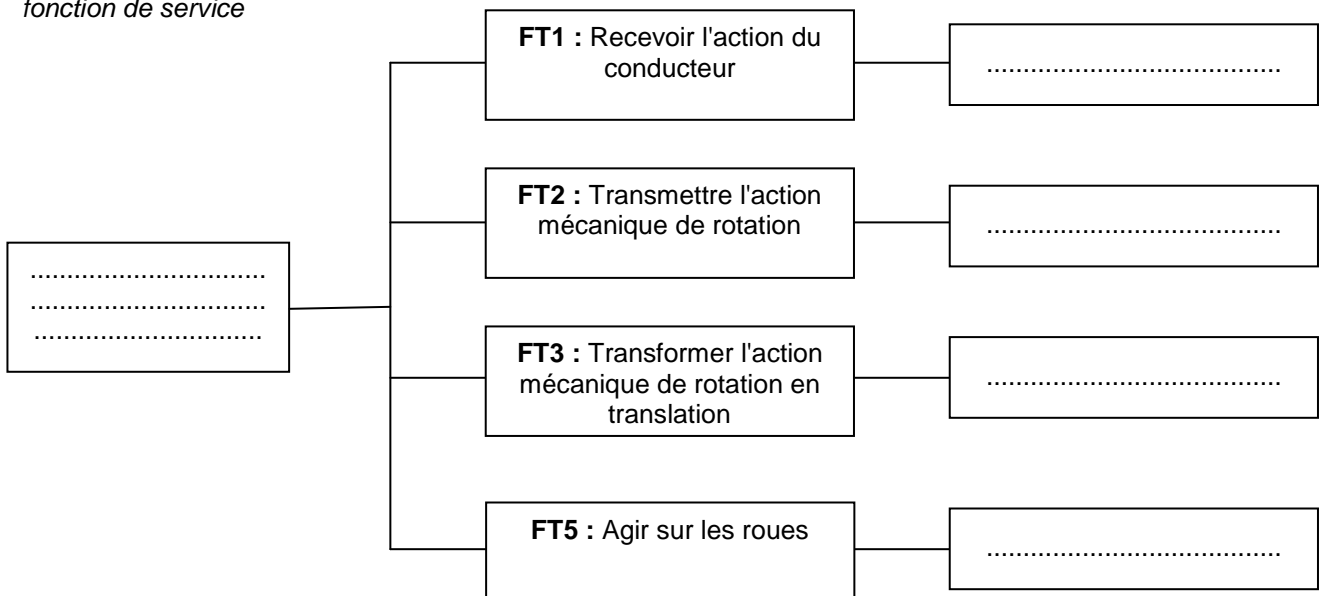 fonction de service
FT1 : Recevoir l'action du
conducteur
........................................
FT2 : Transmettre l'action
mécanique de rotation
........................................
................................
................................
...............................
FT3 : Transformer l'action
mécanique de rotation en
translation
........................................
FT5 : Agir sur les roues
........................................